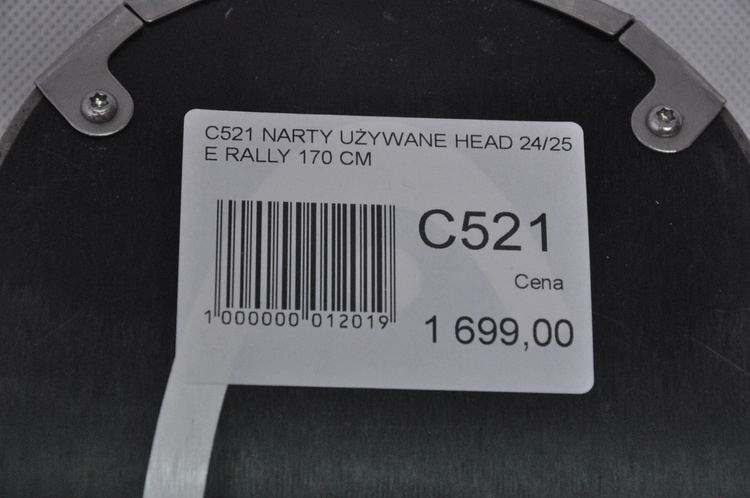 C521 NARTY UŻYWANE HEAD 24/25
E RALLY 170 CM
C521
Cena
1 699,00
1 000000 012019